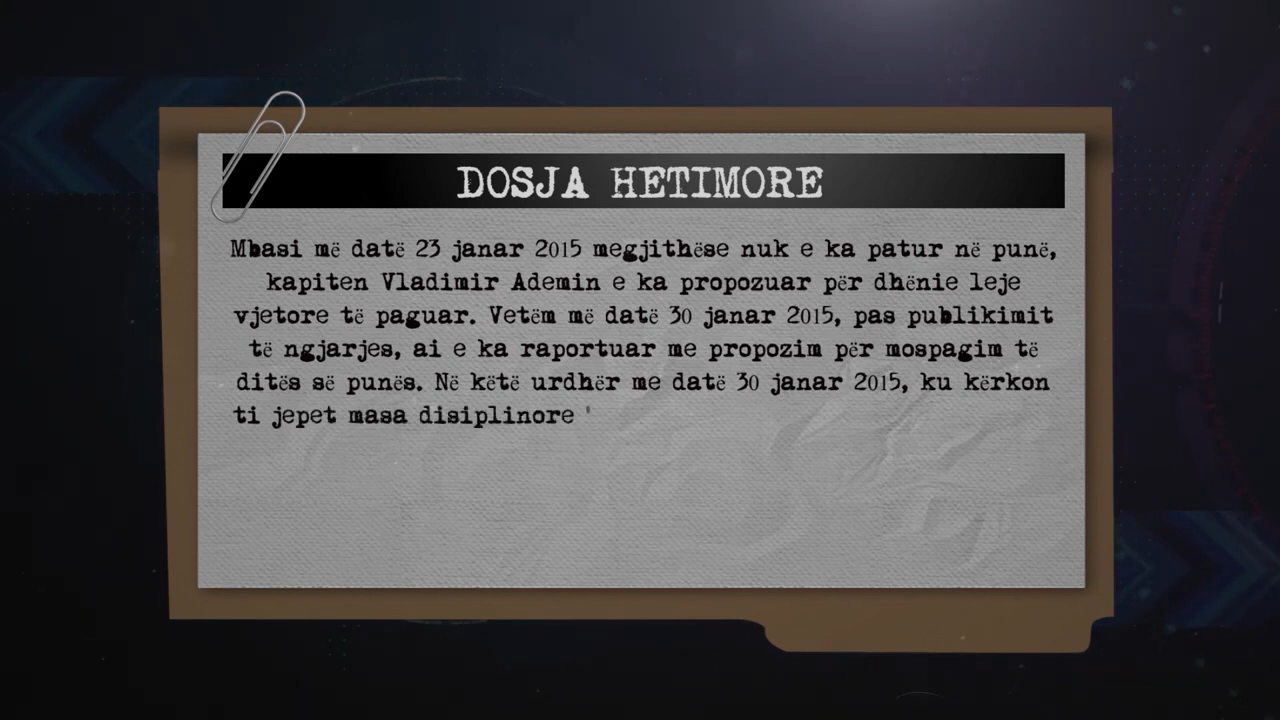 DOSJA HETIMORE
Mbasi më datë 23 janar 2015 megjithëse nuk e ka patur në punë,
kapiten Vladimir Ademin e ka propozuar për dhënie leje
vjetore të paguar. Vetëm më datë 30 janar 2015, pas publikimit
të ngjarjes, ai e ka raportuar me propozim për mospagim të
ditës së punës. Në këtë urdhër me datë 30 janar 2015, ku kërkon
ti jepet masa disiplinore '